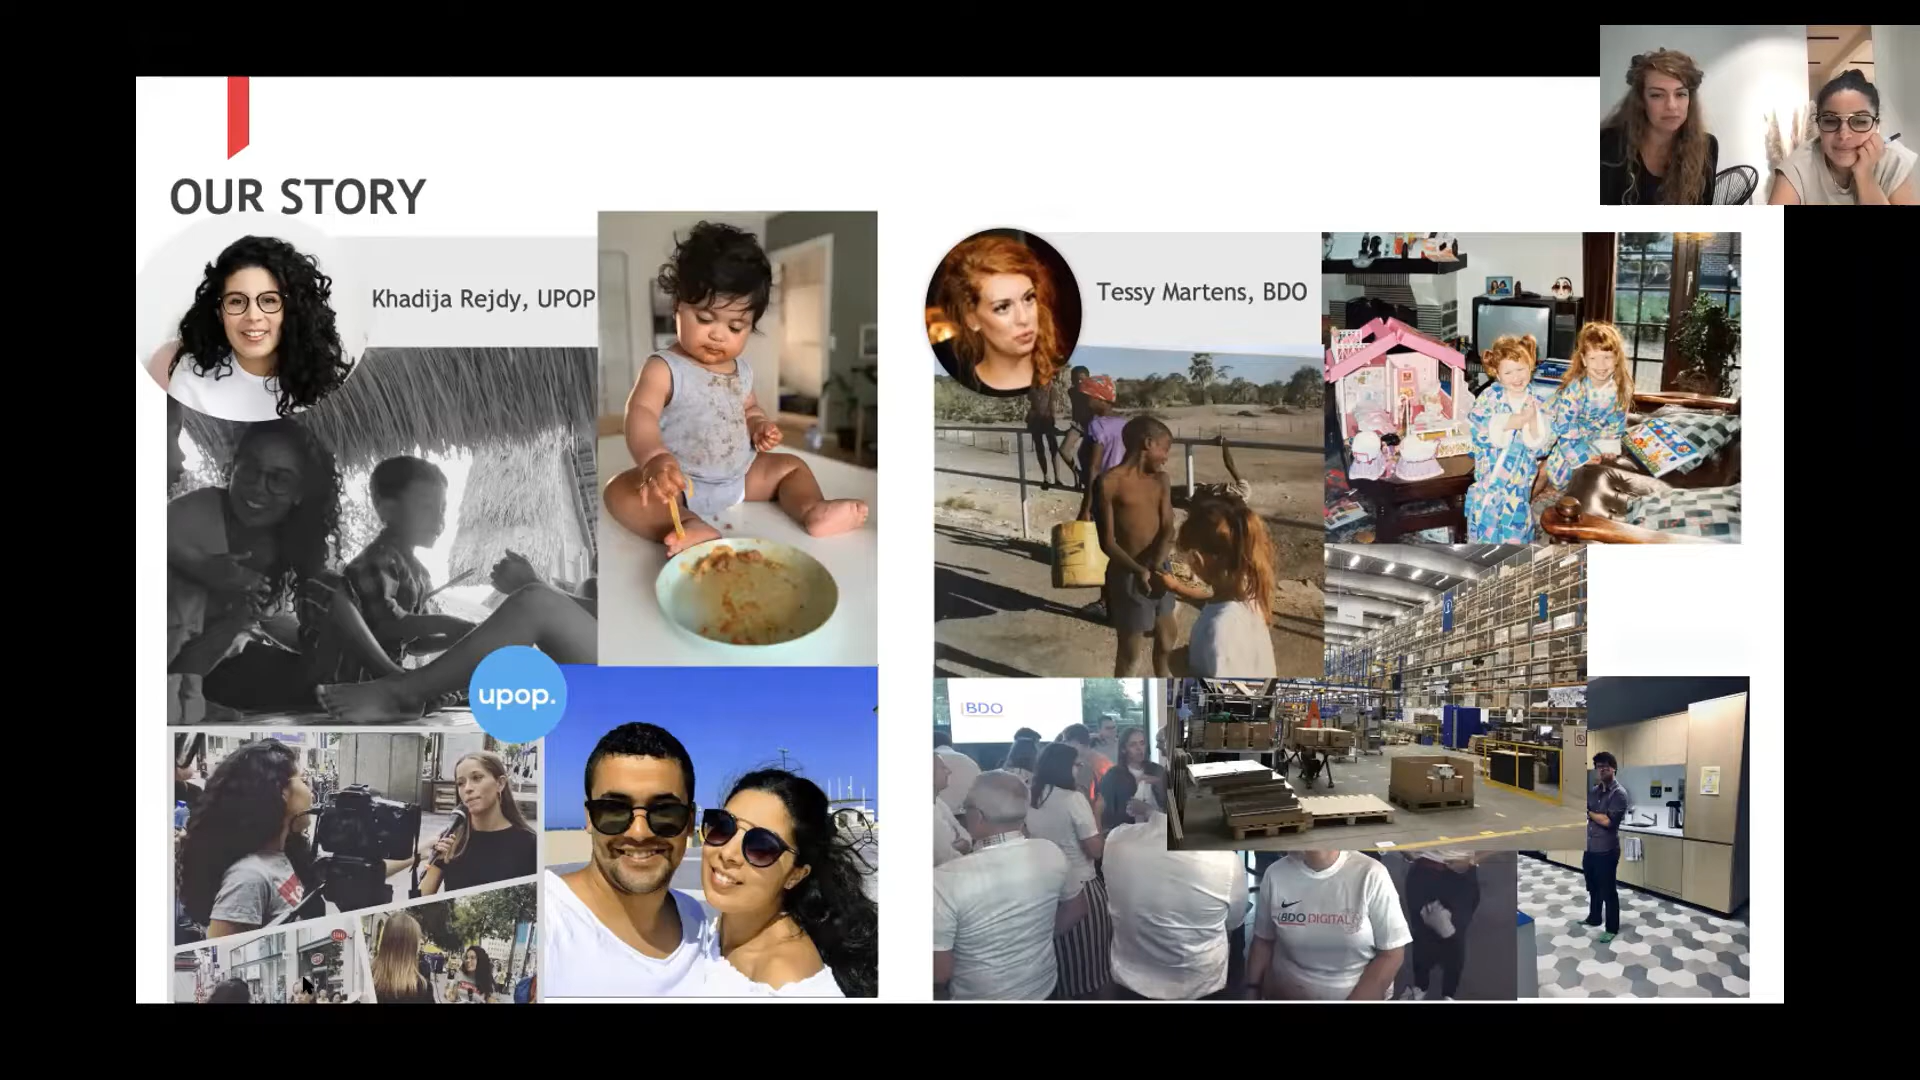 OUR STORY
Khadija Rejdy, UPOP
Tessy Martens, BDO
upop.
BDO
BDO DIGITAL